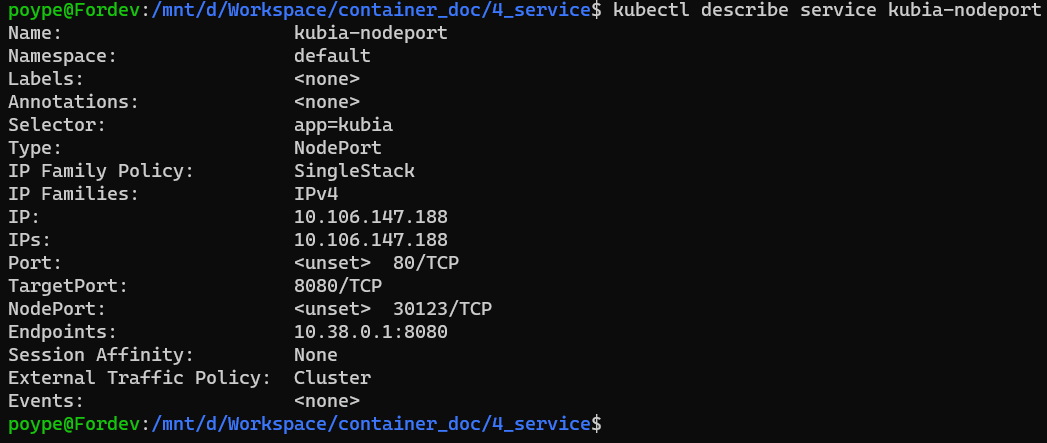 poype@Fordev:/mnt/d/Workspace/container_doc/4_service$ kubectl describe service kubia-nodeport
Name:                     kubia-nodeport
Namespace:                default
Labels:                   <none>
Annotations:              <none>
Selector:                 app=kubia
Type:                     NodePort
IP Family Policy:         SingleStack
IP Families:              IPv4
IP:                       10.106.147.188
IPs:                      10.106.147.188
Port:                     <unset>  80/TCP
TargetPort:               8080/TCP
NodePort:                 <unset>  30123/TCP
Endpoints:                10.38.0.1:8080
Session Affinity:         None
External Traffic Policy:  Cluster
Events:                   <none>
poype@Fordev:/mnt/d/Workspace/container_doc/4_service$